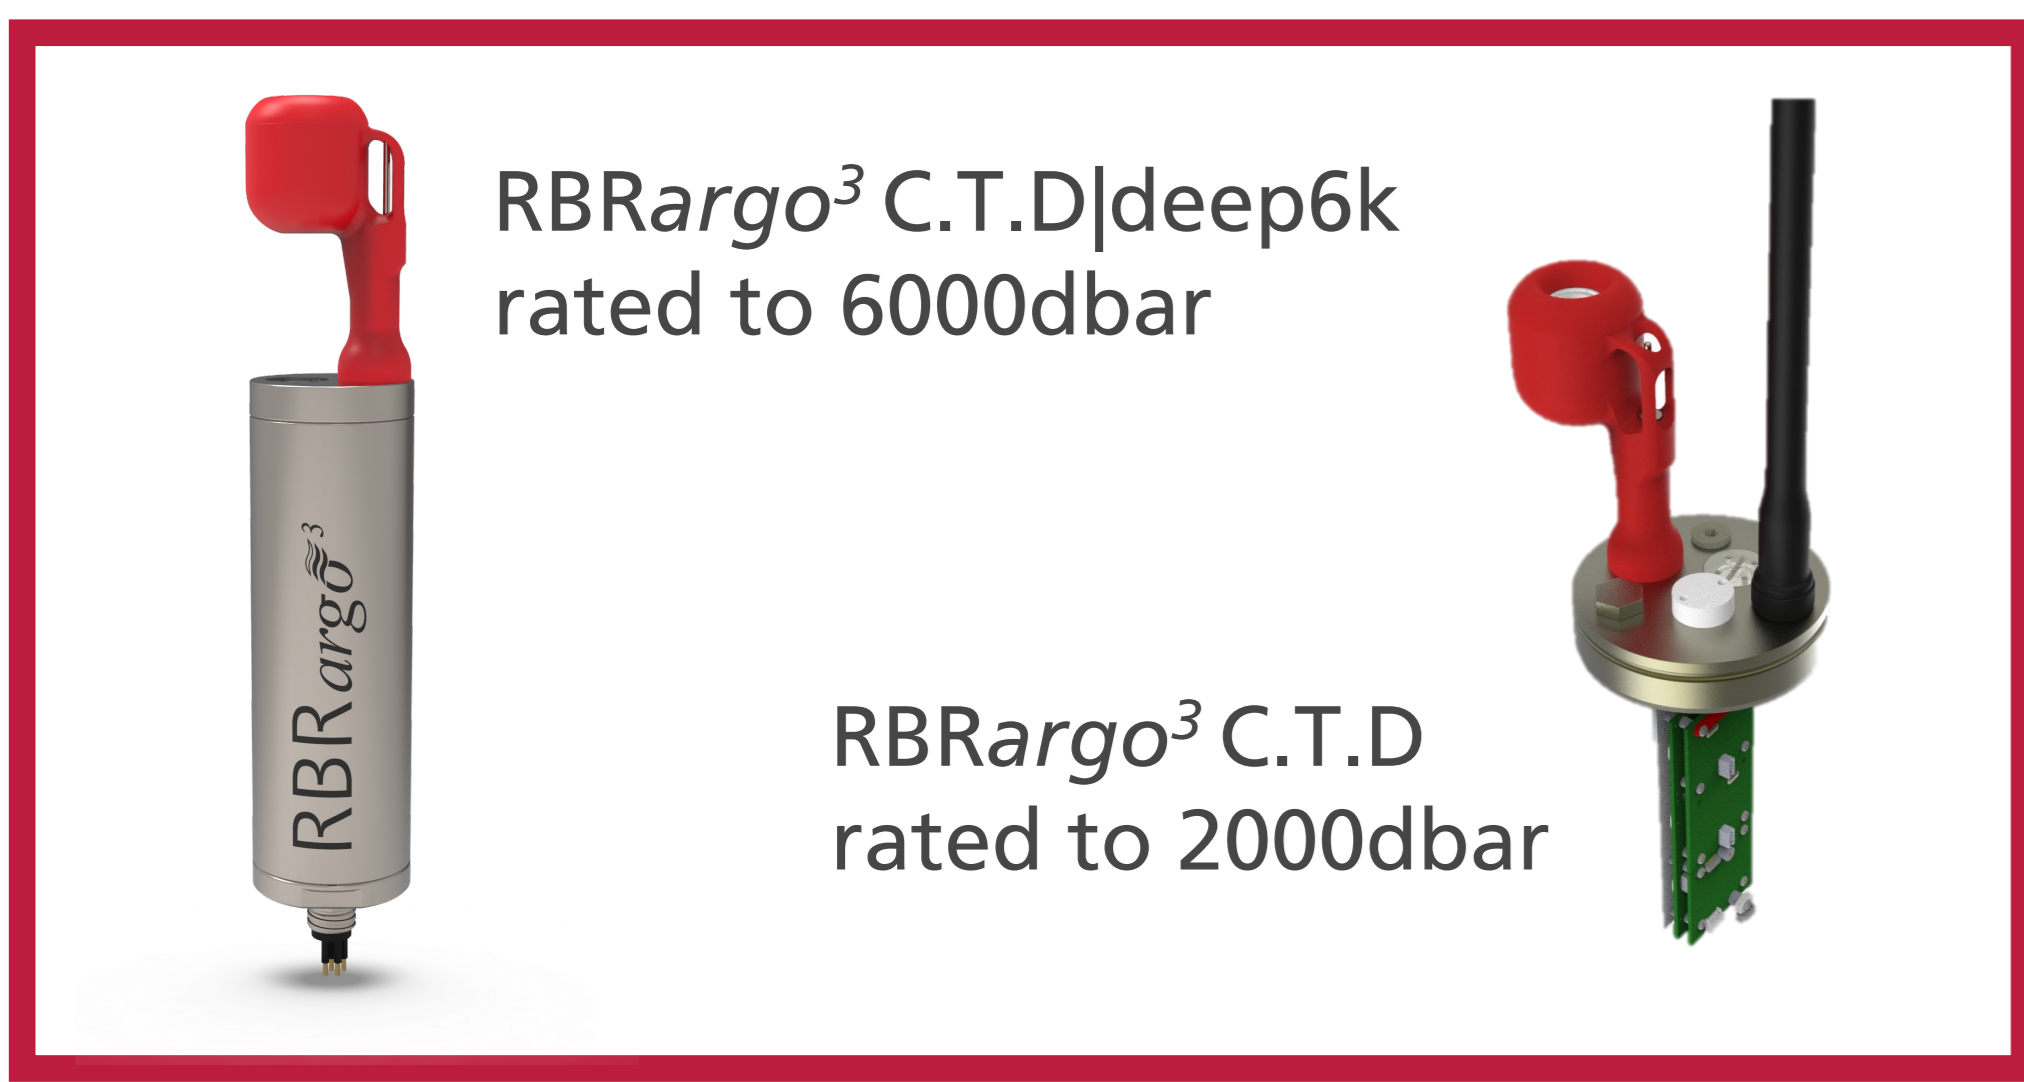 RBRargo³ C.T.D|deep6k
rated to 6000dbar
RBRargo³
RBRargo³ C.T.D
rated to 2000dbar